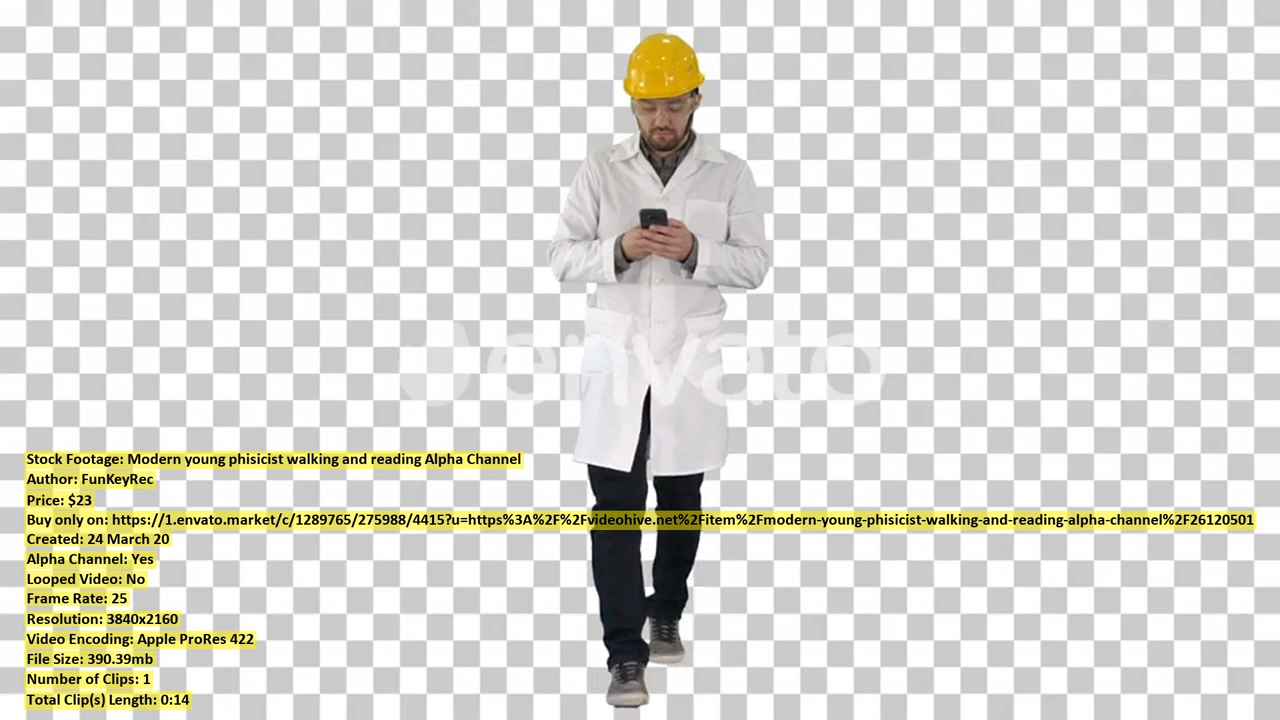 envato
Stock Footage: Modern young phisicist walking and reading Alpha Channel
Author: FunKeyRec
Price: $23
Buy only on: https://1.envato.market/c/1289765/275988/4415?u=https%3A%2F%2Fvideohive.net%2Fitem%2Fmodern-young-phisicist-walking-and-reading-alpha-channel%2F26120501
Created: 24 March 20
Alpha Channel: Yes
Looped Video: No
Frame Rate: 25
Resolution: 3840x2160
Video Encoding: Apple ProRes 422
File Size: 390.39mb
Number of Clips: 1
Total Clip(s) Length: 0:14